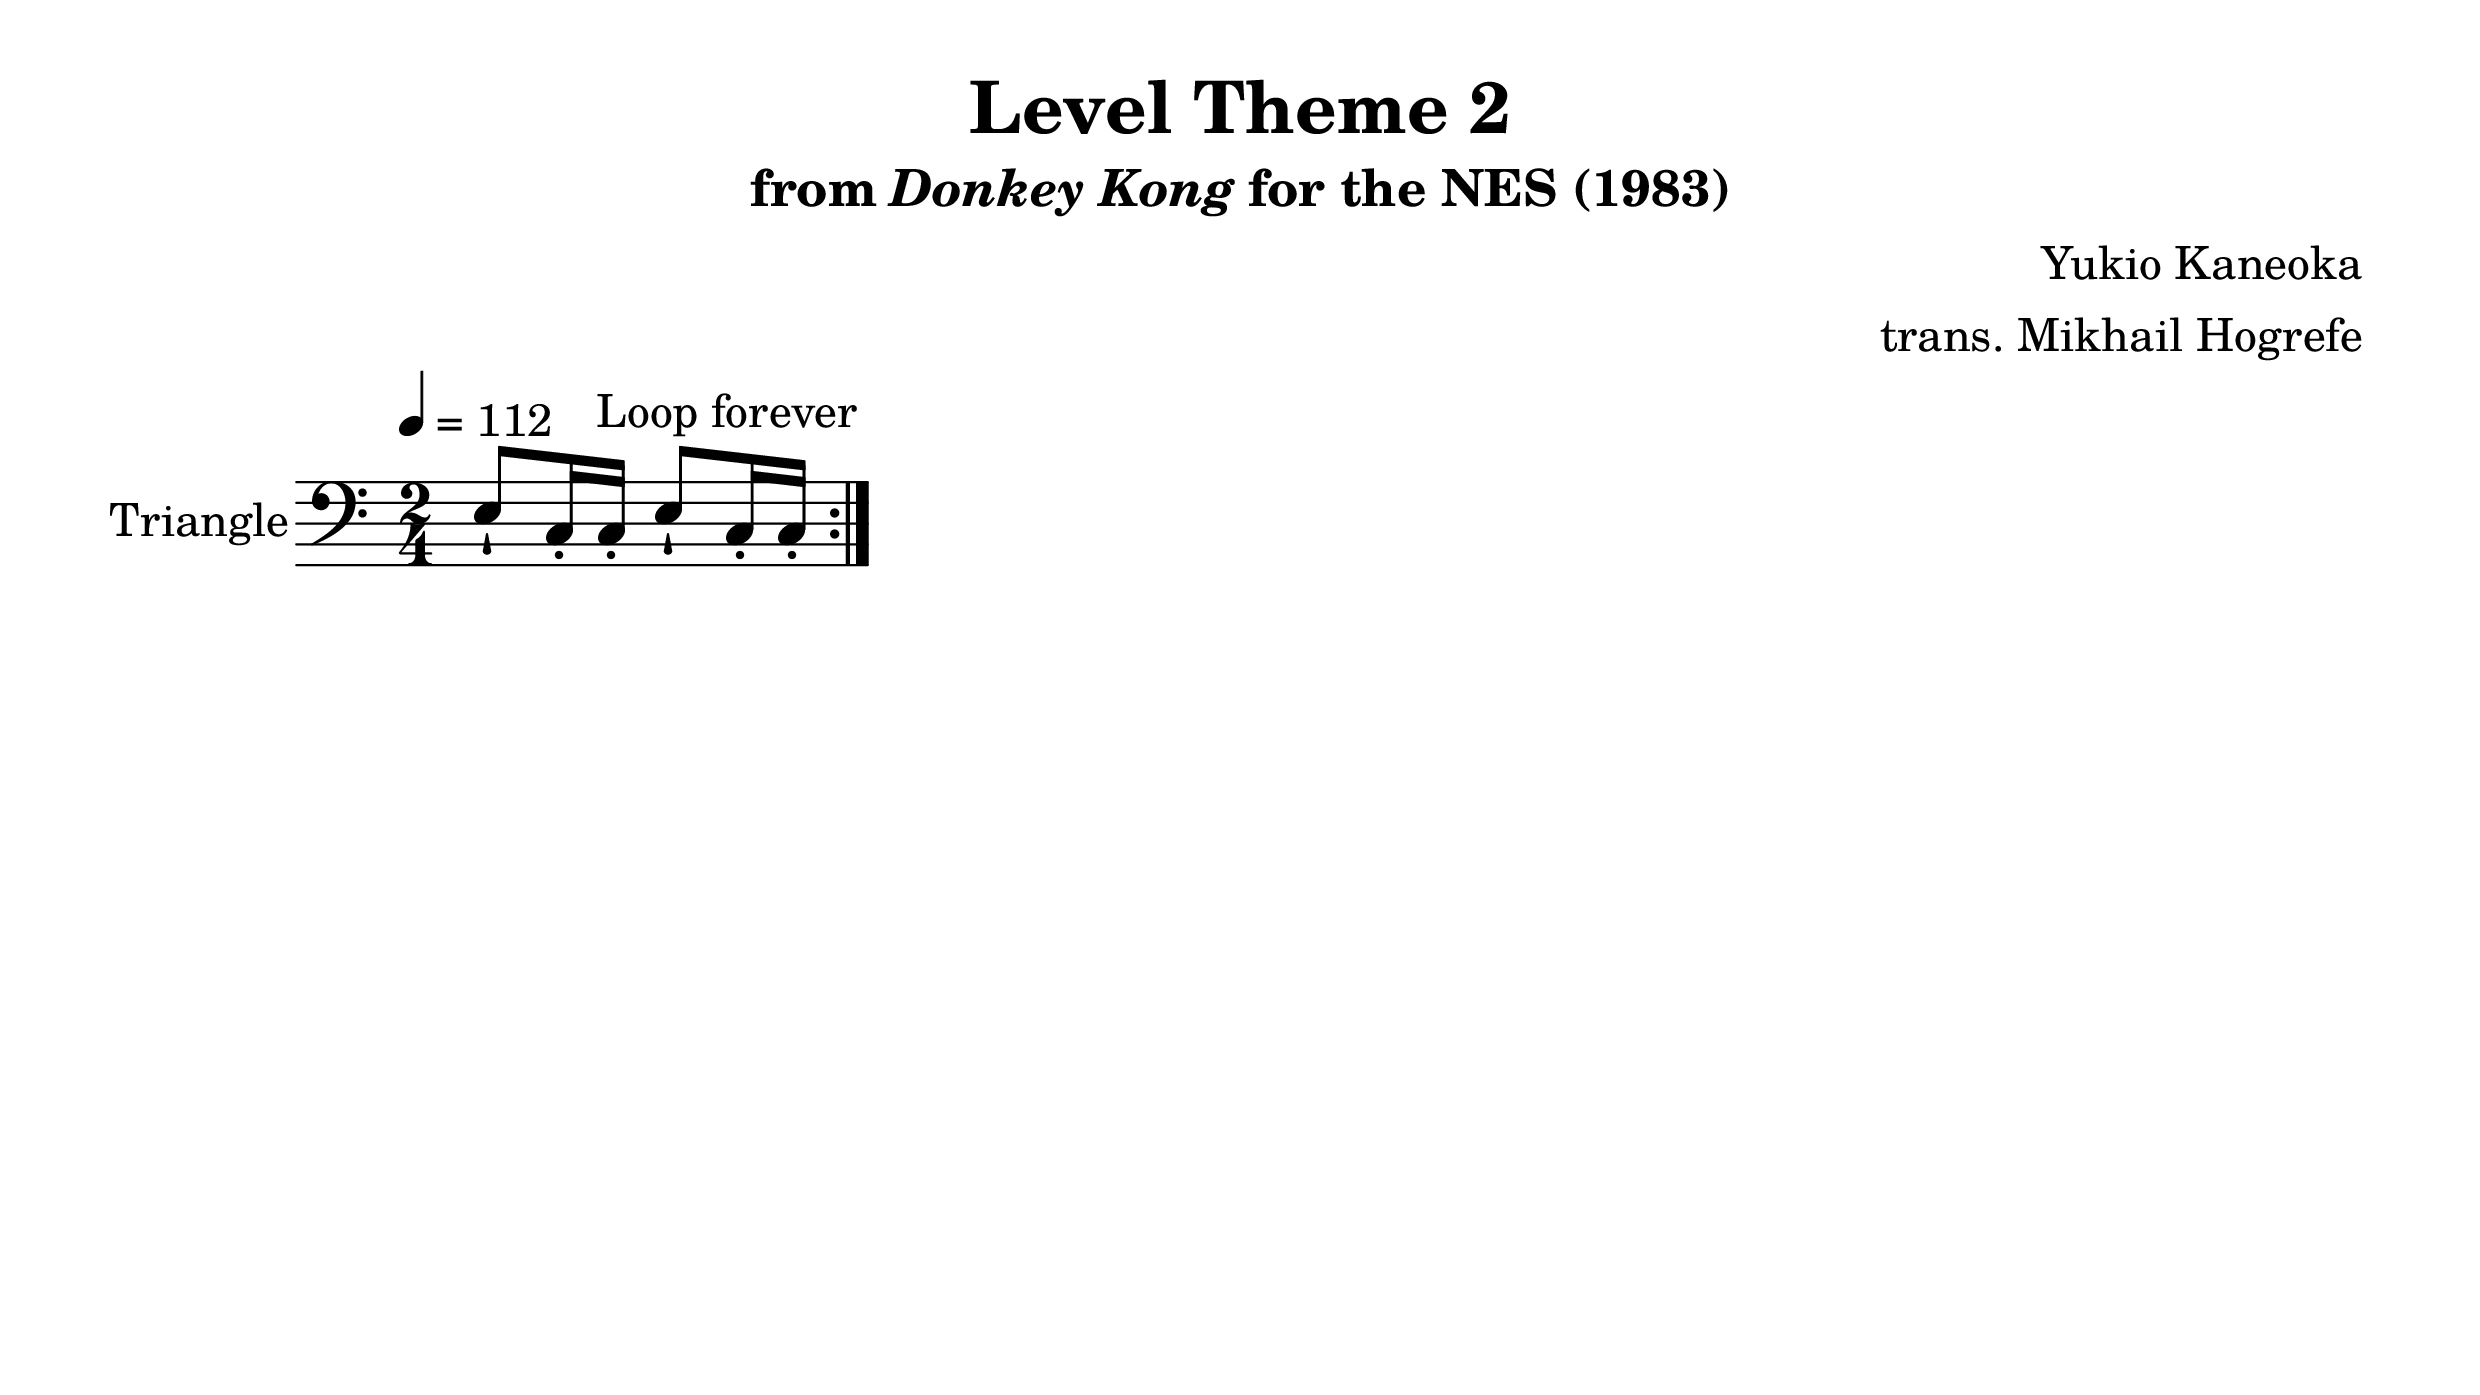 Level Theme 2
from Donkey Kong for the NES (1983)
Yukio Kaneoka
trans. Mikhail Hogrefe
= 112 Loop forever
Triangle 2/4